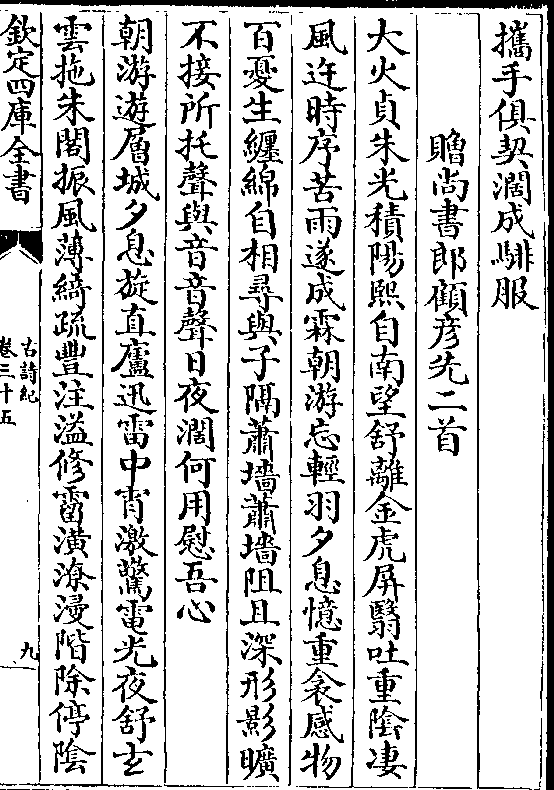 攜手俱契闊成騑服
贈尚書郎顧彥先二首
大火貞朱光積陽熙自南望舒離金虎屏翳吐重陰凄
風迕時序苦雨遂成霖朝游忘輕羽夕息憶重衾感物
百憂生纏綿自相尋與子隔蕭墻蕭墻阻且深形影曠
不接所托聲與音音聲日夜濶何用慰吾心
朝游遊層城夕息旋直廬迅雷中宵激驚電光夜舒玄
雲拖朱閣振風薄綺疏豐注溢修霤潢潦浸階除停陰
欽定四庫全書
古詩紀
卷三十五
九